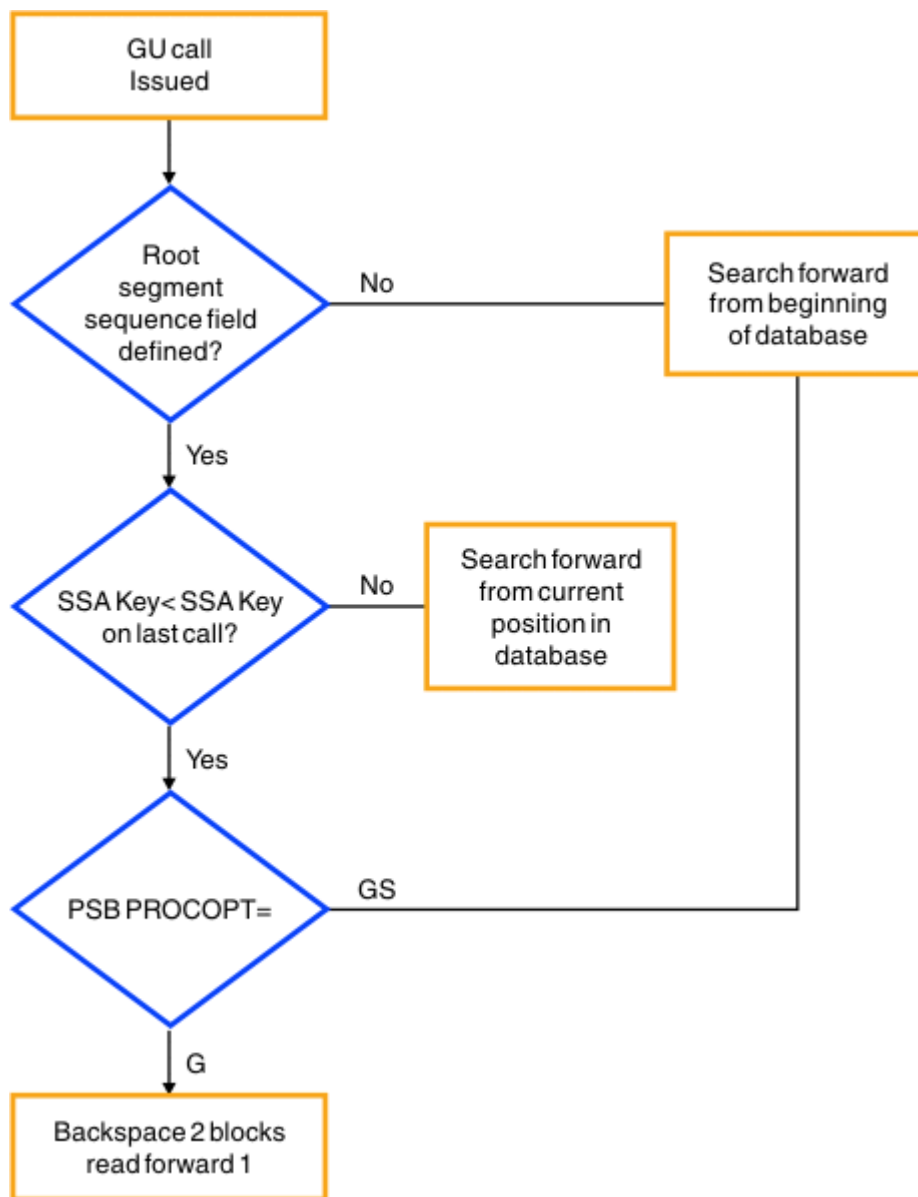 GU call
Issued
Root
segment
sequence field
defined?
No
Search forward
from beginning
of database
Yes
SSA Key< SSA Key
on last call?
No
Search forward
from current
position in
database
Yes
PSB PROCOPT=
GS
G
Backspace 2 blocks
read forward 1